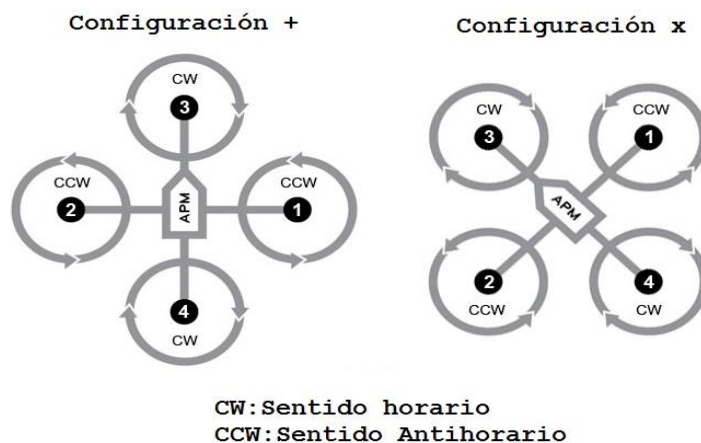 Configuración +
CW
3
CCW
2
APM
CCW
1
4
CW
Configuración x
CW
3
CCW
1
APM
2
CCW
4
CW
CW:Sentido horario
CCW:Sentido Antihorario